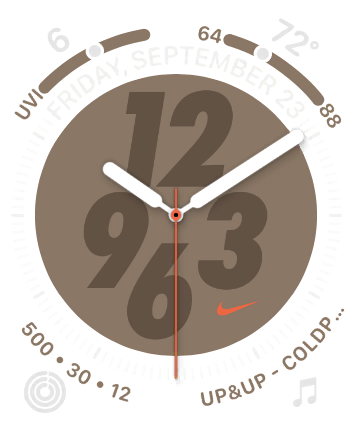 UVI 6
64 72° 88
FRIDAY, SEPTEMBER 23
12
9 3
6
500 • 30 • 12
UP&UP - COLDP...